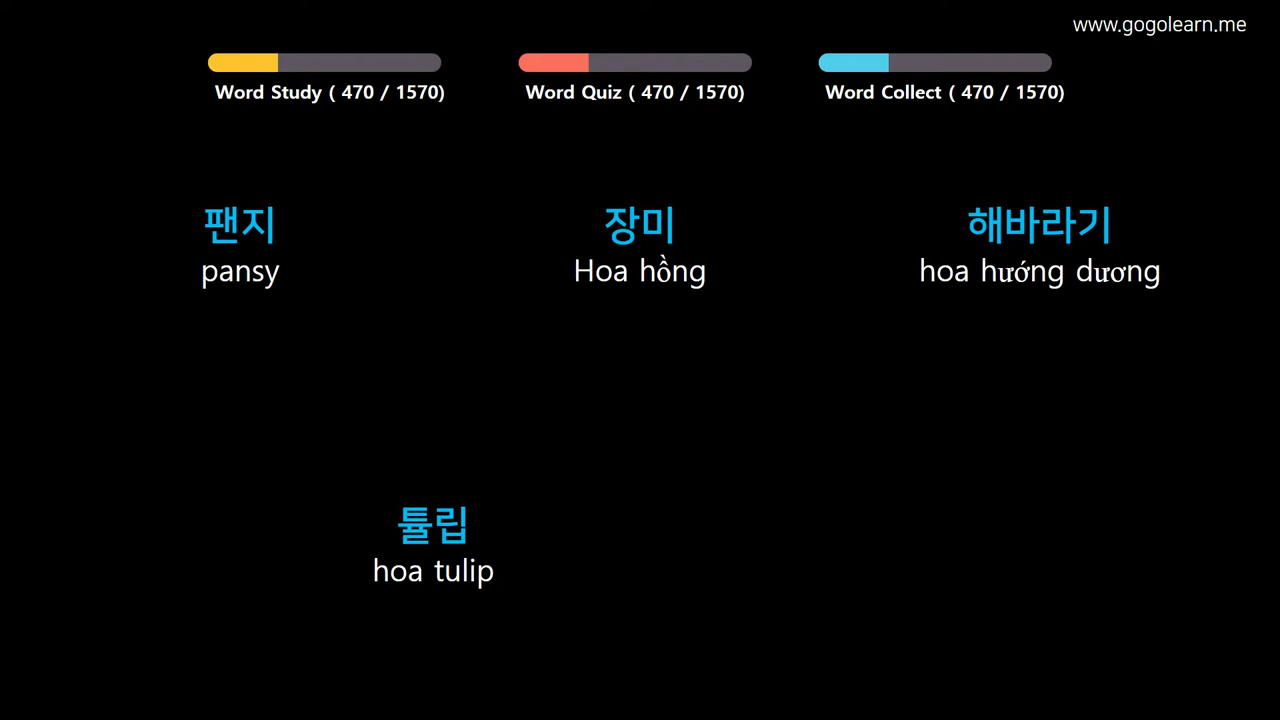 www.gogolearn.me
Word Study ( 470 / 1570)
Word Quiz ( 470 / 1570)
Word Collect ( 470 / 1570)
팬지
pansy
장미
Hoa hồng
해바라기
hoa hướng dương
튤립
hoa tulip